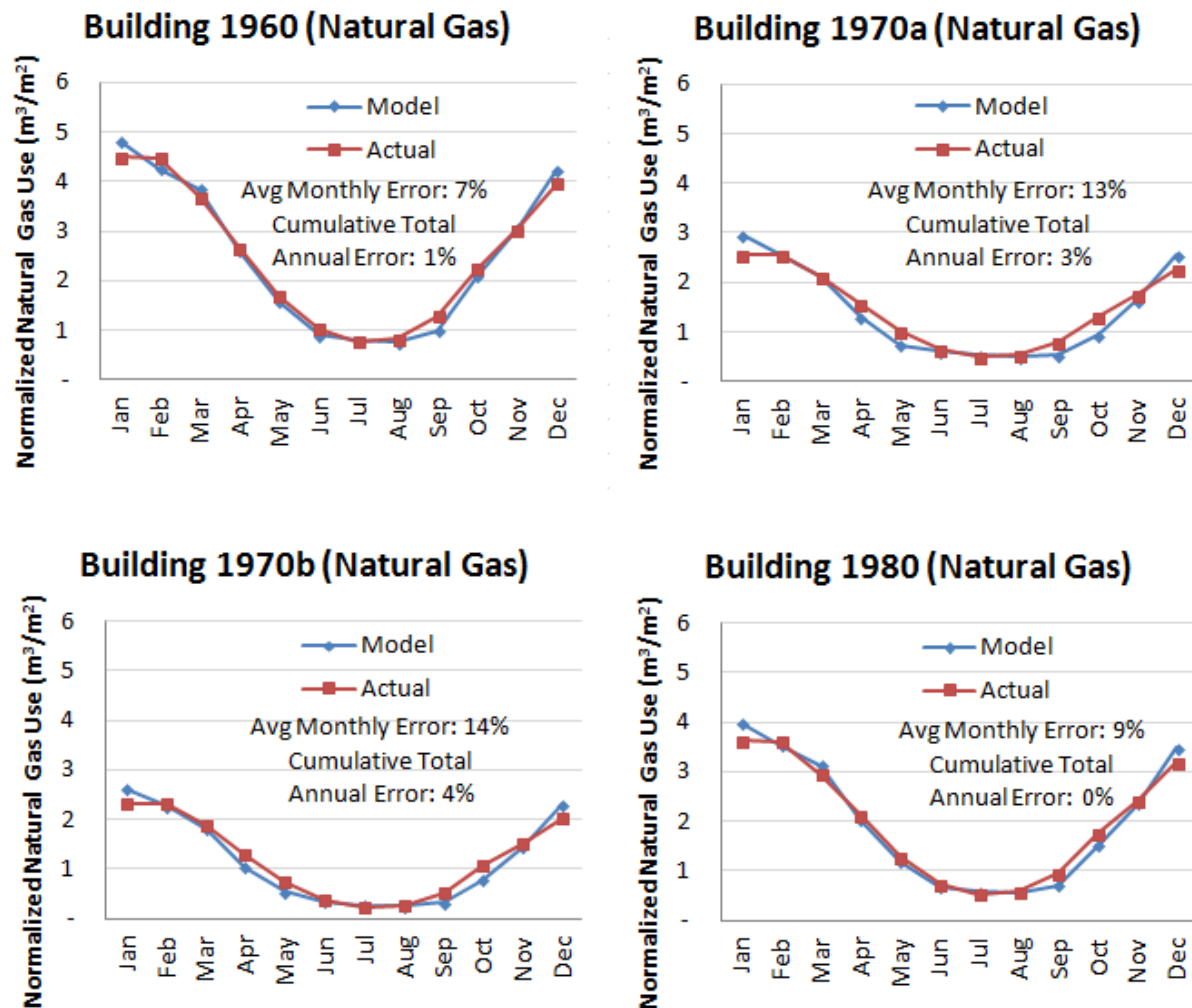 Building 1960 (Natural Gas)
Normalized Natural Gas Use (m³/m²)
6
5
4
3
2
1
-
Model
Actual
Avg Monthly Error: 7%
Cumulative Total
Annual Error: 1%
Jan
Feb
Mar
Apr
May
Jun
Jul
Aug
Sep
Oct
Nov
Dec
Building 1970a (Natural Gas)
Normalized Natural Gas Use (m³/m²)
6
5
4
3
2
1
-
Model
Actual
Avg Monthly Error: 13%
Cumulative Total
Annual Error: 3%
Jan
Feb
Mar
Apr
May
Jun
Jul
Aug
Sep
Oct
Nov
Dec
Building 1970b (Natural Gas)
Normalized Natural Gas Use (m³/m²)
6
5
4
3
2
1
-
Model
Actual
Avg Monthly Error: 14%
Cumulative Total
Annual Error: 4%
Jan
Feb
Mar
Apr
May
Jun
Jul
Aug
Sep
Oct
Nov
Dec
Building 1980 (Natural Gas)
Normalized Natural Gas Use (m³/m²)
6
5
4
3
2
1
-
Model
Actual
Avg Monthly Error: 9%
Cumulative Total
Annual Error: 0%
Jan
Feb
Mar
Apr
May
Jun
Jul
Aug
Sep
Oct
Nov
Dec